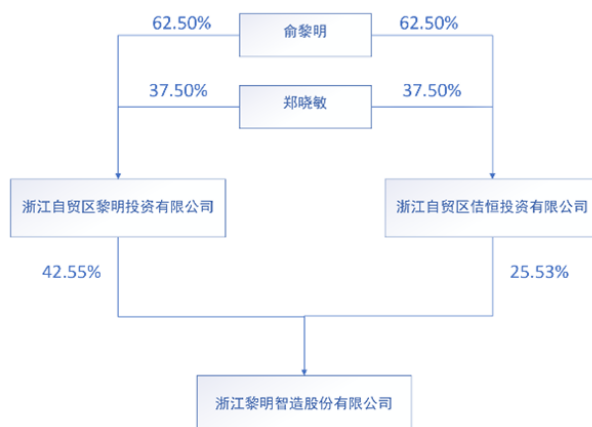 62.50%
俞黎明
62.50%
37.50%
郑晓敏
37.50%
浙江自贸区黎明投资有限公司
浙江自贸区佶恒投资有限公司
42.55%
25.53%
浙江黎明智造股份有限公司